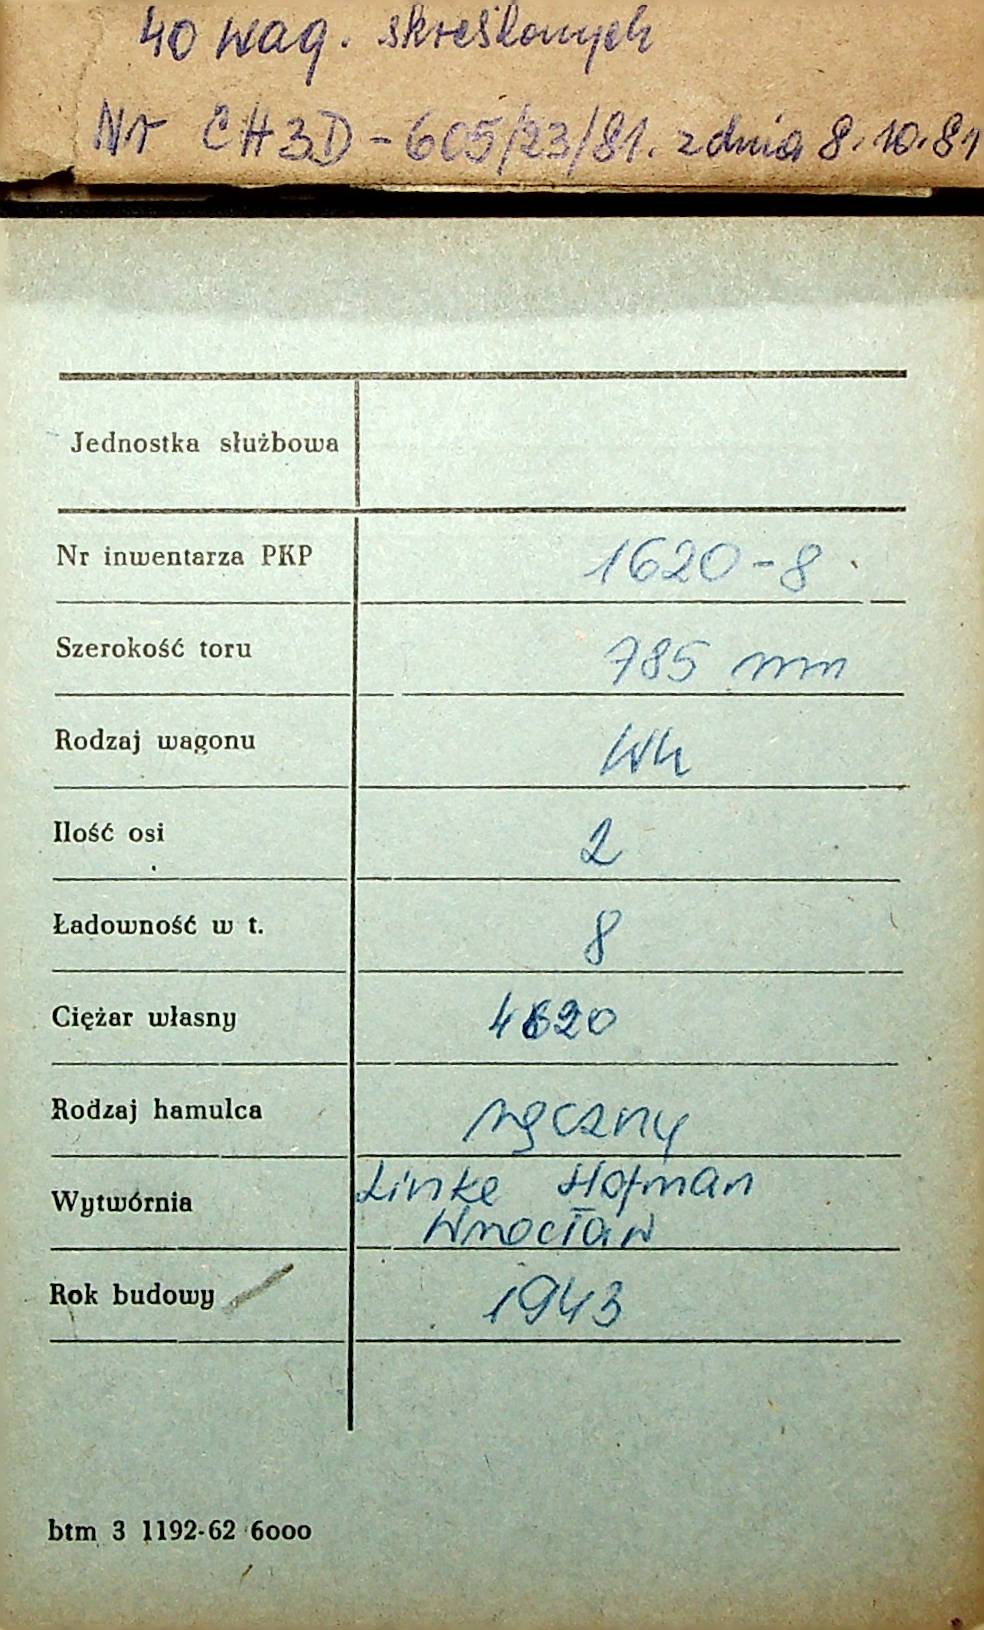 40 wag. skreślonych
Nr CH3D-605/23/81. z dnia 8.10.81
Jednostka służbowa
Nr inwentarza PKP 1620-8
Szerokość toru 785 mm
Rodzaj wagonu Wh
Ilość osi 2
Ładowność w t. 8
Ciężar własny 4620
Rodzaj hamulca ręczny
Wytwórnia Linke Hofman
Wrocław
Rok budowy 1943
btm 3 1192-62 6000